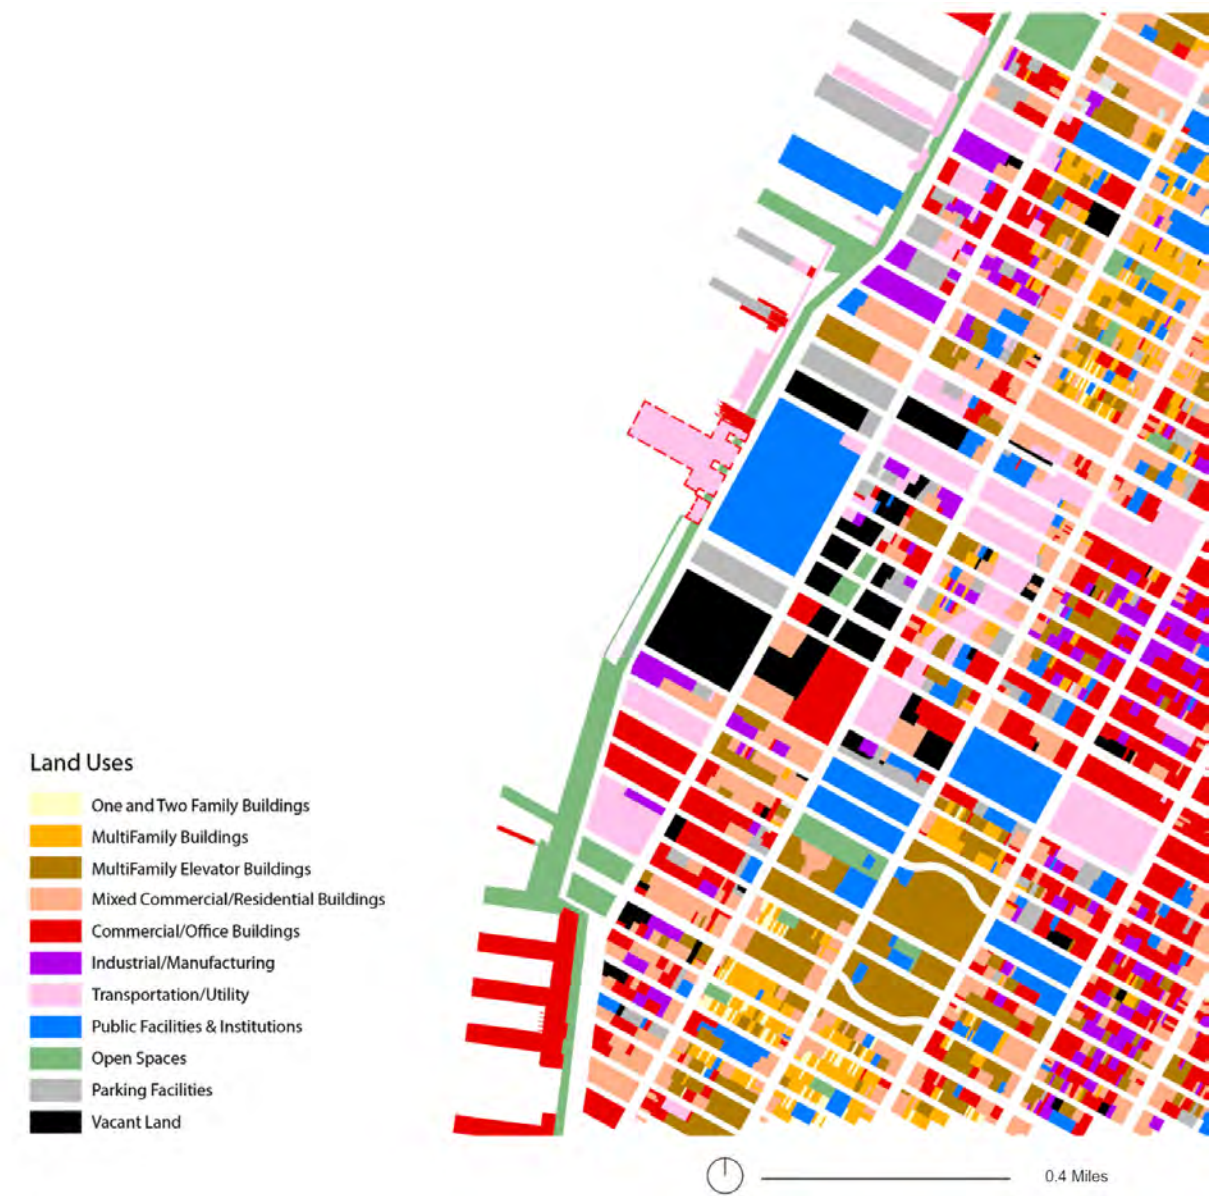 Land Uses
One and Two Family Buildings
MultiFamily Buildings
MultiFamily Elevator Buildings
Mixed Commercial/Residential Buildings
Commercial/Office Buildings
Industrial/Manufacturing
Transportation/Utility
Public Facilities & Institutions
Open Spaces
Parking Facilities
Vacant Land
0.4 Miles